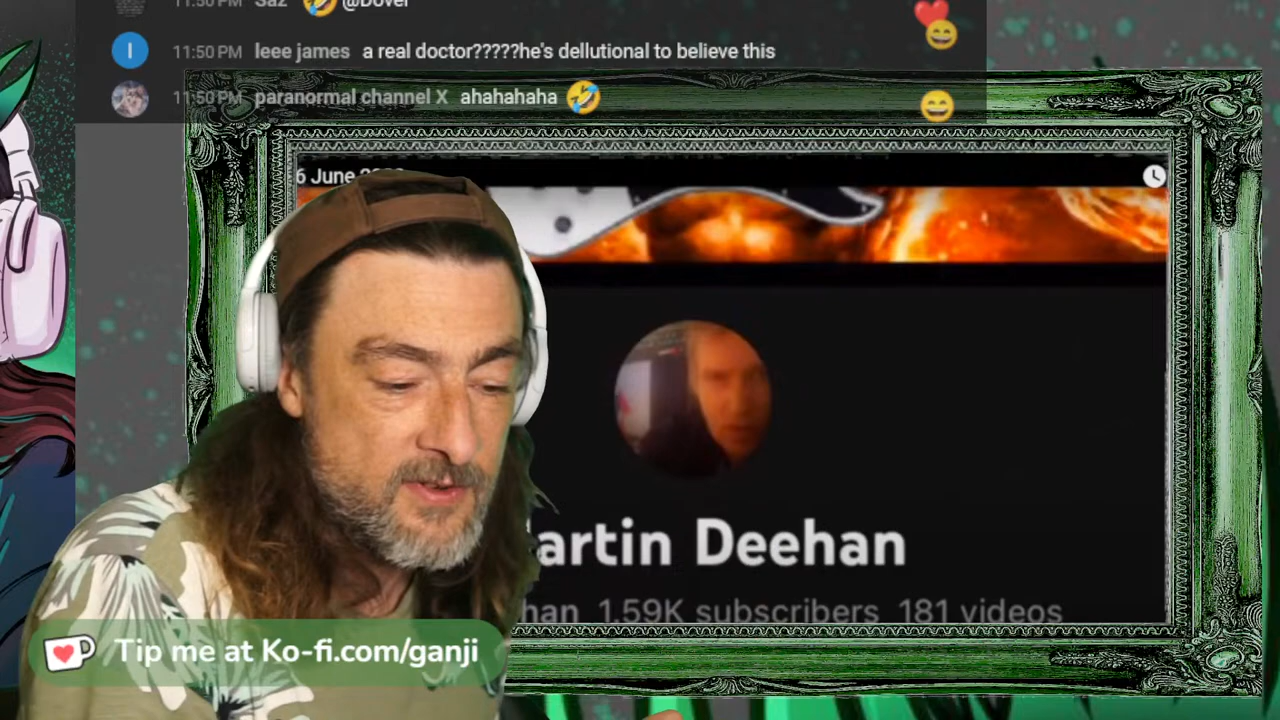 11:50 PM Saz 🤣 @Dover
I 11:50 PM leee james a real doctor?????he's dellutional to believe this
11:50 PM paranormal channel X ahahahaha 🤣
6 June
artin Deehan
han 1.59K subscribers 181 videos
Tip me at Ko-fi.com/ganji